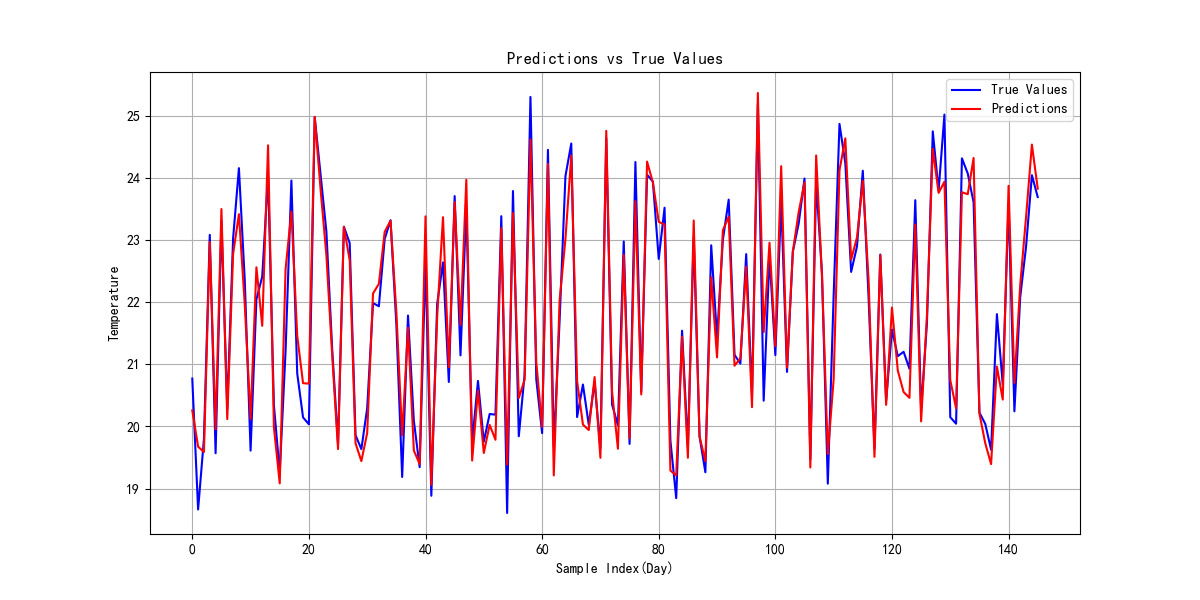 Predictions vs True Values
True Values
Predictions
Temperature
25
24
23
22
21
20
19
0 20 40 60 80 100 120 140
Sample Index(Day)